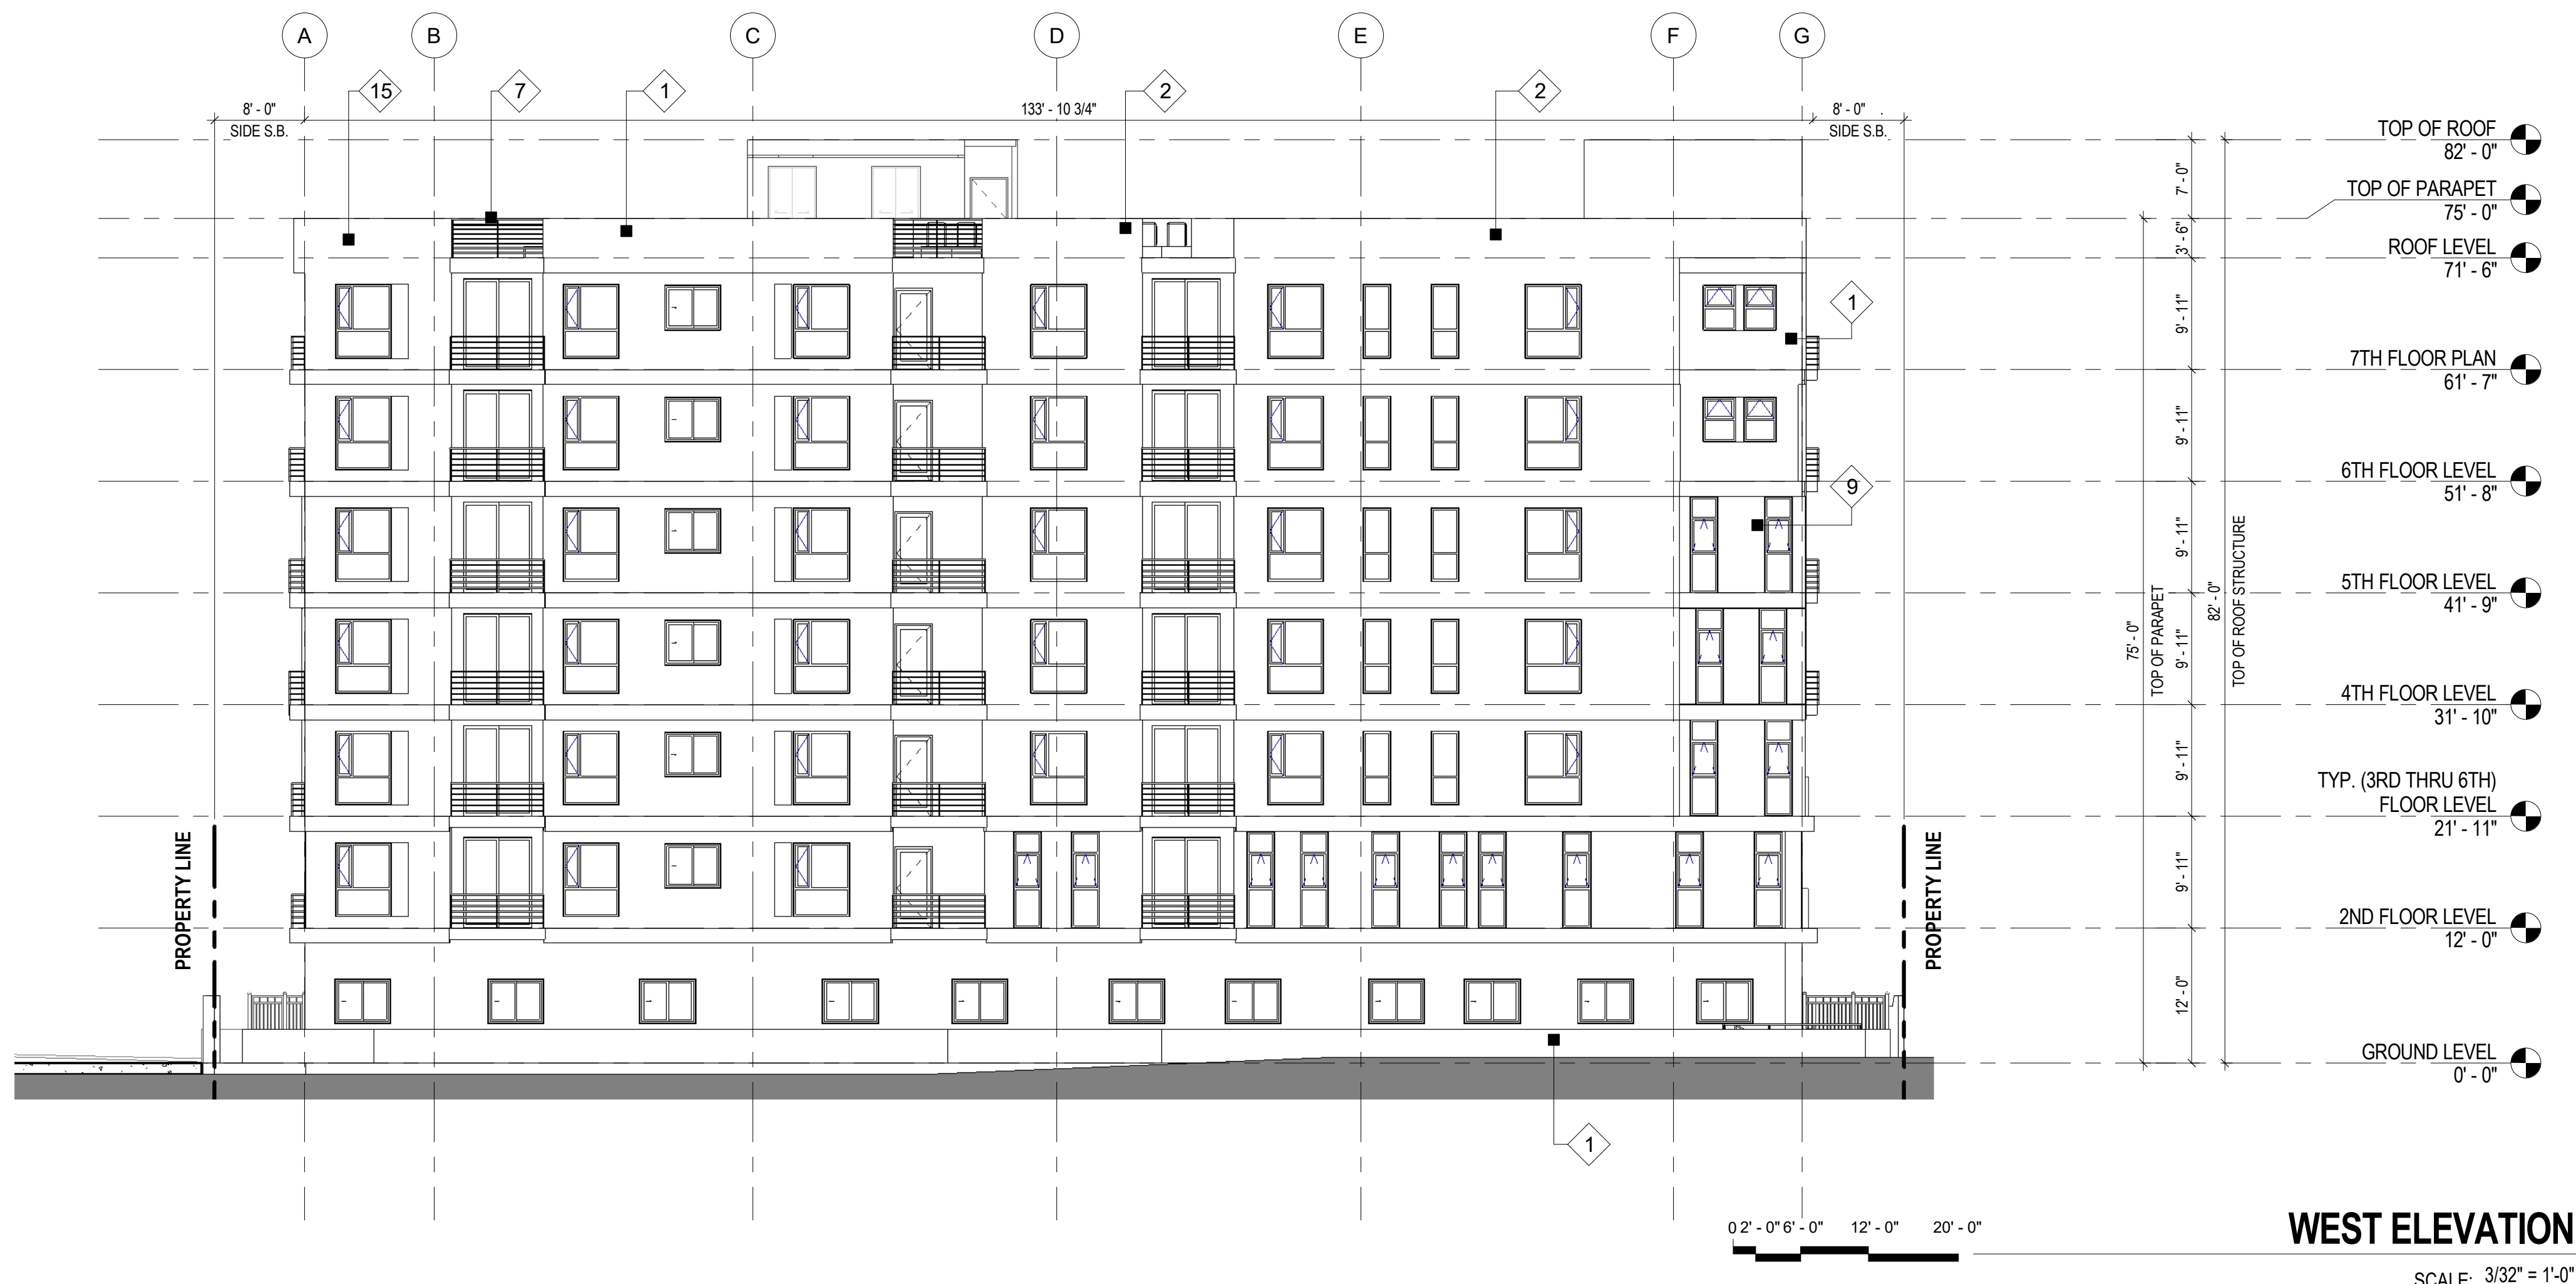 A
B
C
D
E
F
G
15
7
1
2
2
8' - 0"
133' - 10 3/4"
8' - 0"
SIDE S.B.
SIDE S.B.
TOP OF ROOF
82' - 0"
7' - 0"
TOP OF PARAPET
75' - 0"
3' - 6"
ROOF LEVEL
71' - 6"
1
9' - 11"
7TH FLOOR PLAN
61' - 7"
9' - 11"
6TH FLOOR LEVEL
51' - 8"
9
9' - 11"
5TH FLOOR LEVEL
41' - 9"
75' - 0"
TOP OF PARAPET
9' - 11"
82' - 0"
TOP OF ROOF STRUCTURE
4TH FLOOR LEVEL
31' - 10"
9' - 11"
TYP. (3RD THRU 6TH)
FLOOR LEVEL
21' - 11"
PROPERTY LINE
PROPERTY LINE
9' - 11"
2ND FLOOR LEVEL
12' - 0"
12' - 0"
GROUND LEVEL
0' - 0"
1
0 2' - 0" 6' - 0" 12' - 0" 20' - 0"
WEST ELEVATION
SCALE: 3/32" = 1'-0"